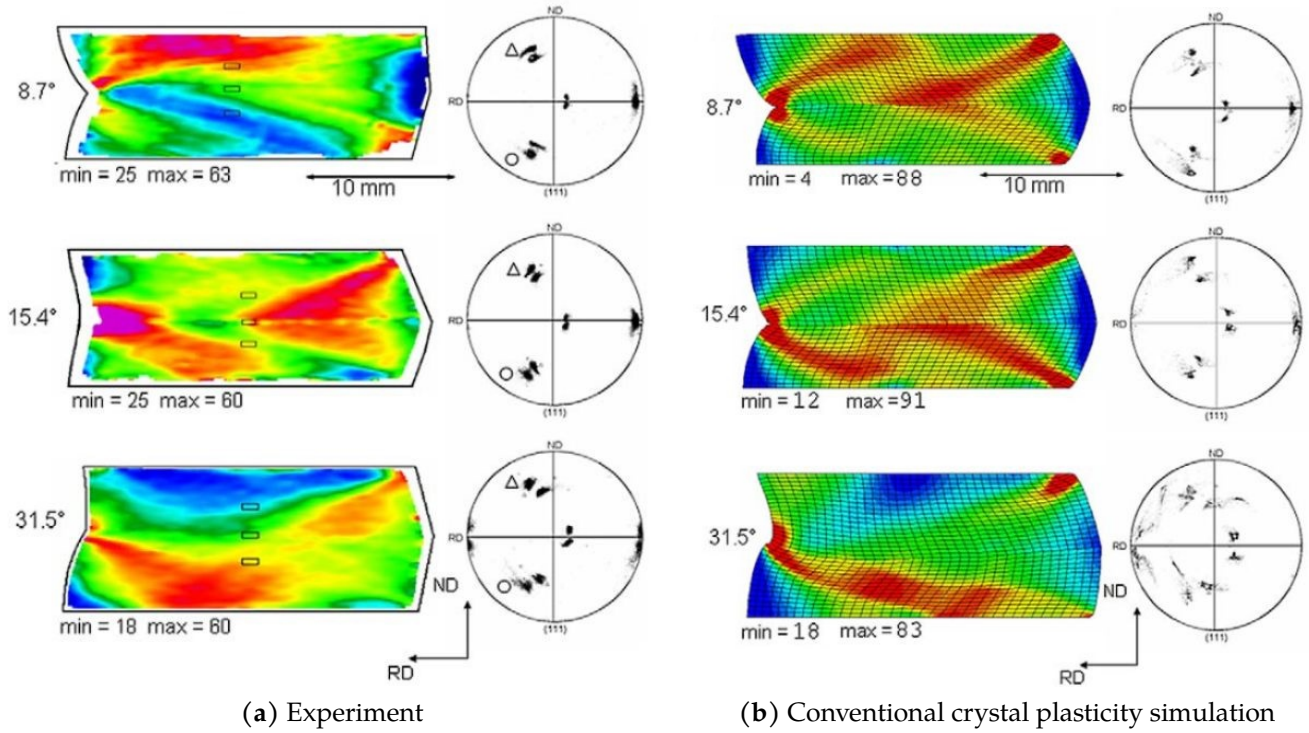 ND
8.7°
RD
(111)
min = 25 max = 63
10 mm
ND
15.4°
RD
(111)
min = 25 max = 60
ND
31.5°
RD
(111)
min = 18 max = 60
ND
RD
(a) Experiment
ND
8.7°
RD
(111)
min = 4 max = 88
10 mm
ND
15.4°
RD
(111)
min = 12 max = 91
ND
31.5°
RD
(111)
min = 18 max = 83
ND
RD
(b) Conventional crystal plasticity simulation